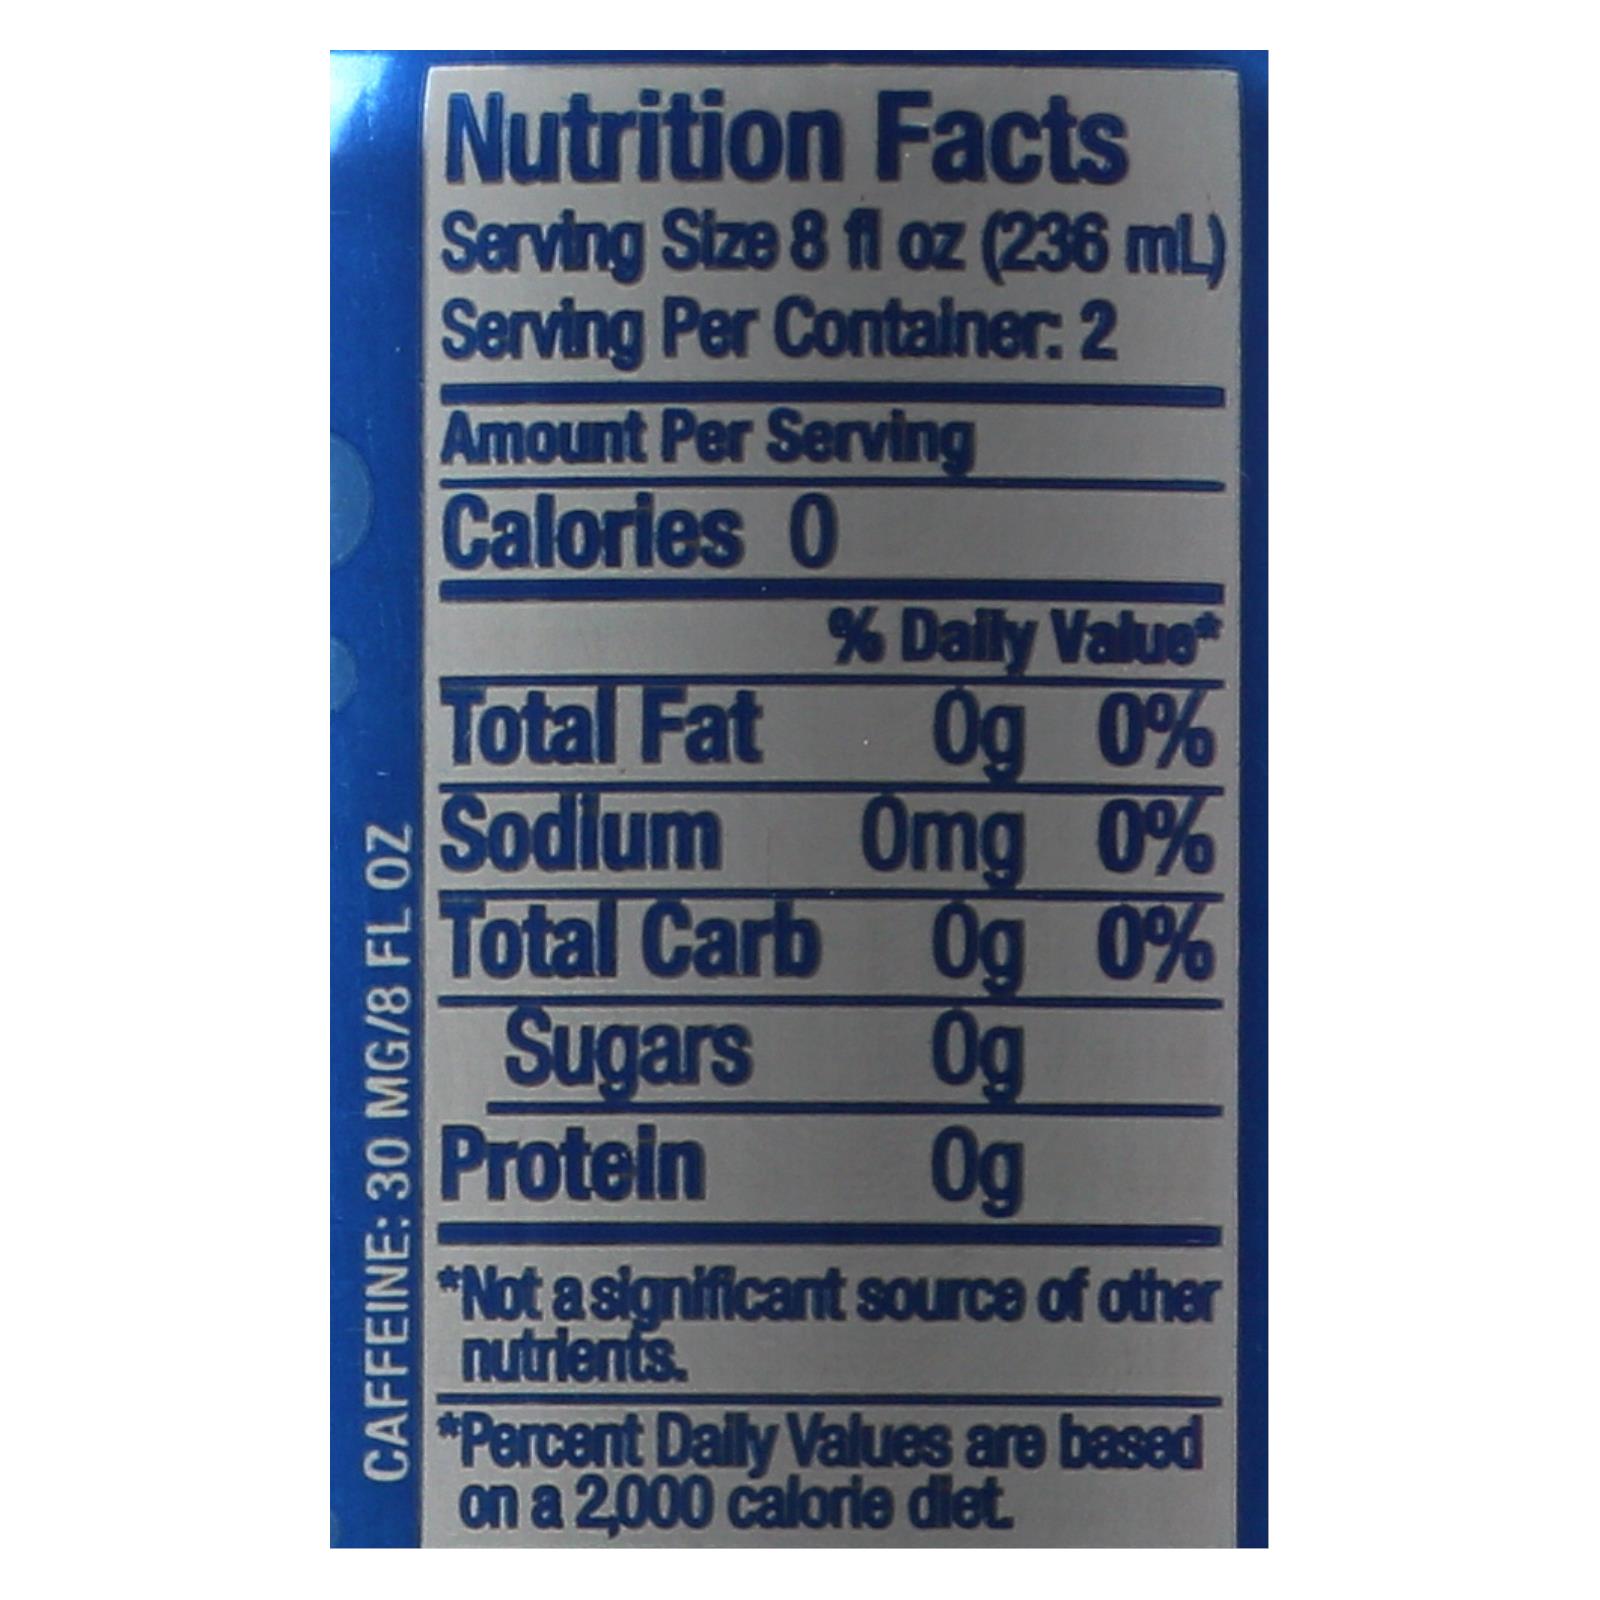 Nutrition Facts
Serving Size 8 fl oz (236 mL)
Serving Per Container: 2
Amount Per Serving
Calories 0
% Daily Value*
Total Fat 0g 0%
Sodium 0mg 0%
Total Carb 0g 0%
Sugars 0g
Protein 0g
*Not a significant source of other
nutrients.
*Percent Daily Values are based
on a 2,000 calorie diet.
CAFFEINE: 30 MG/8 FL OZ